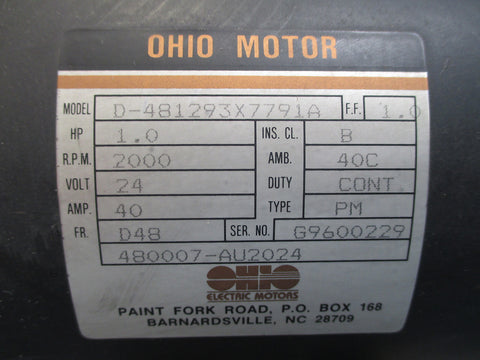 OHIO MOTOR
MODEL D-481293X7791A F.F. 1.0
HP 1.0 INS. CL. B
R.P.M. 2000 AMB. 40C
VOLT 24 DUTY CONT
AMP. 40 TYPE PM
FR. D48 SER. NO. G9600229
480007-AU2024
OHIO
ELECTRIC MOTORS
PAINT FORK ROAD, P.O. BOX 168
BARNARDSVILLE, NC 28709